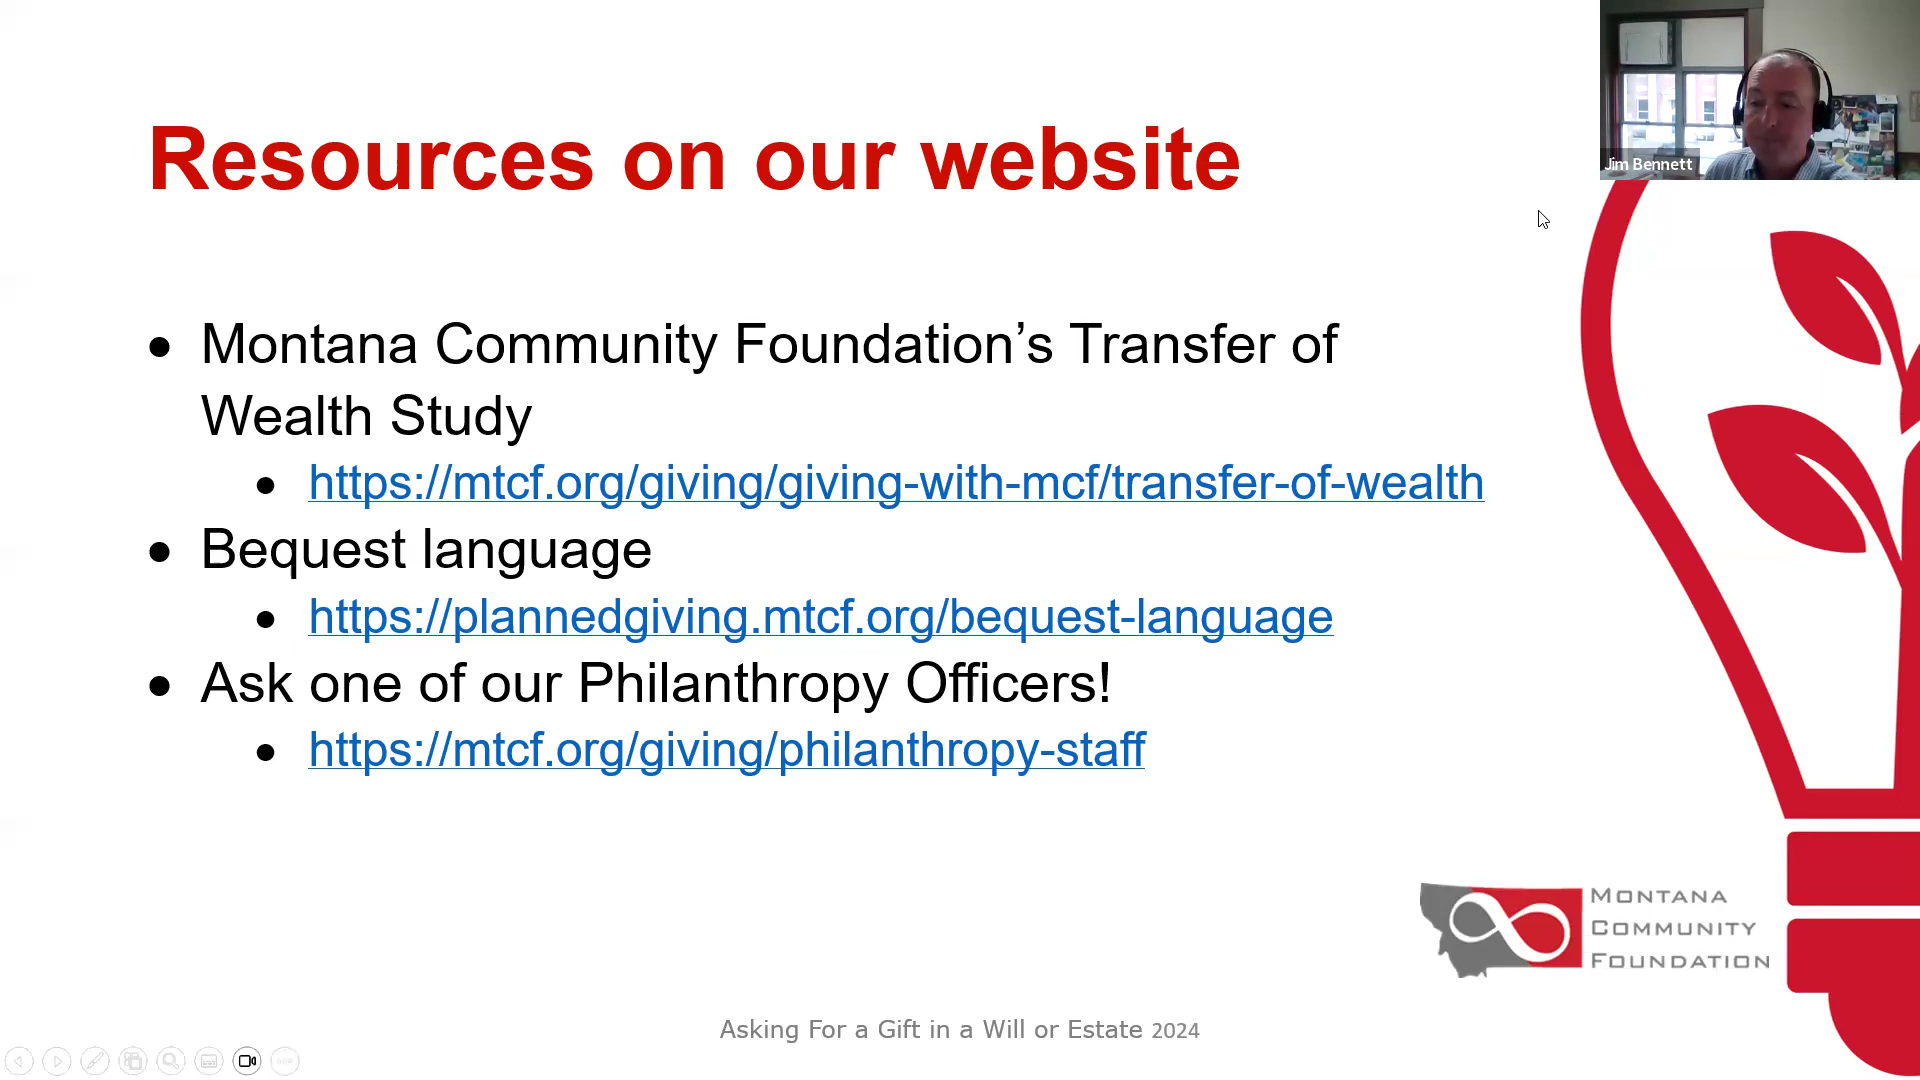 Resources on our website
Jim Bennett
• Montana Community Foundation’s Transfer of
Wealth Study
• https://mtcf.org/giving/giving-with-mcf/transfer-of-wealth
• Bequest language
• https://plannedgiving.mtcf.org/bequest-language
• Ask one of our Philanthropy Officers!
• https://mtcf.org/giving/philanthropy-staff
MONTANA
COMMUNITY
FOUNDATION
Asking For a Gift in a Will or Estate 2024